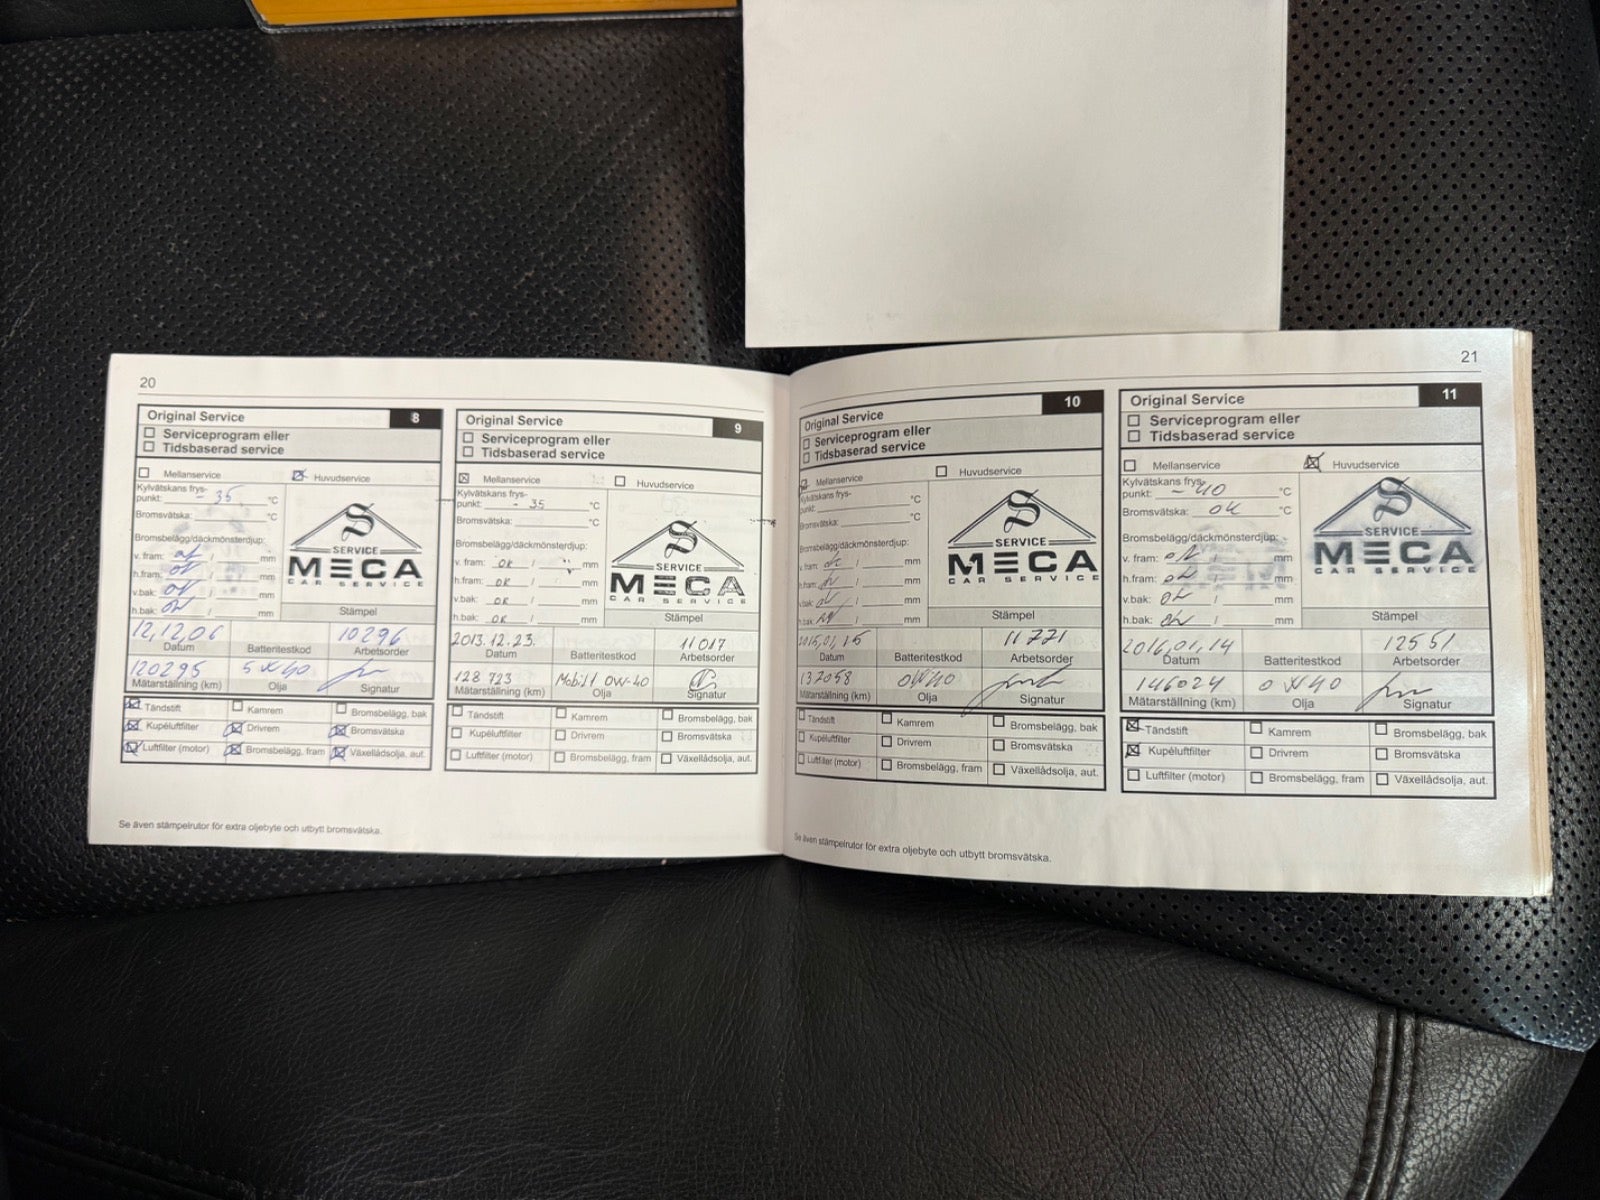 20
Original Service 8
Serviceprogram eller
Tidsbaserad service
Mellanservice Huvudservice
Kylvätskans frys-
punkt: - 35 °C
Bromsvätska: °C
Bromsbelägg/däckmönsterdjup:
v. fram: / mm
h.fram: / mm
v.bak: / mm
h.bak: / mm
SERVICE
MECA
CAR SERVICE
Stämpel
12,12,06 10296
Datum Batteritestkod Arbetsorder
120295 5W40
Mätarställning (km) Olja Signatur
Tändstift Kamrem Bromsbelägg, bak
Kupéluftfilter Drivrem Bromsvätska
Luftfilter (motor) Bromsbelägg, fram Växellådsolja, aut.
Se även stämpelrutor för extra oljebyte och utbytt bromsvätska.
Original Service 9
Serviceprogram eller
Tidsbaserad service
Mellanservice Huvudservice
Kylvätskans frys-
punkt: - 35 °C
Bromsvätska: °C
Bromsbelägg/däckmönsterdjup:
v. fram: OK / mm
h.fram: OK / mm
v.bak: OK / mm
h.bak: OK / mm
SERVICE
MECA
CAR SERVICE
Stämpel
2013.12.23. 11017
Datum Batteritestkod Arbetsorder
128 723 Mobil 1 0W-40
Mätarställning (km) Olja Signatur
Tändstift Kamrem Bromsbelägg, bak
Kupéluftfilter Drivrem Bromsvätska
Luftfilter (motor) Bromsbelägg, fram Växellådsolja, aut.
21
Original Service 10
Serviceprogram eller
Tidsbaserad service
Mellanservice Huvudservice
Kylvätskans frys-
punkt: °C
Bromsvätska: °C
Bromsbelägg/däckmönsterdjup:
v. fram: ok / mm
h.fram: / mm
v.bak: / mm
h.bak: / mm
SERVICE
MECA
CAR SERVICE
Stämpel
2015,01,15 11771
Datum Batteritestkod Arbetsorder
137058 0W40
Mätarställning (km) Olja Signatur
Tändstift Kamrem Bromsbelägg, bak
Kupéluftfilter Drivrem Bromsvätska
Luftfilter (motor) Bromsbelägg, fram Växellådsolja, aut.
Se även stämpelrutor för extra oljebyte och utbytt bromsvätska.
Original Service 11
Serviceprogram eller
Tidsbaserad service
Mellanservice Huvudservice
Kylvätskans frys-
punkt: - 40 °C
Bromsvätska: ok °C
Bromsbelägg/däckmönsterdjup:
v. fram: ok / mm
h.fram: ok / mm
v.bak: ok / mm
h.bak: ok / mm
SERVICE
MECA
CAR SERVICE
Stämpel
2016,01,14 12551
Datum Batteritestkod Arbetsorder
146024 0W40
Mätarställning (km) Olja Signatur
Tändstift Kamrem Bromsbelägg, bak
Kupéluftfilter Drivrem Bromsvätska
Luftfilter (motor) Bromsbelägg, fram Växellådsolja, aut.